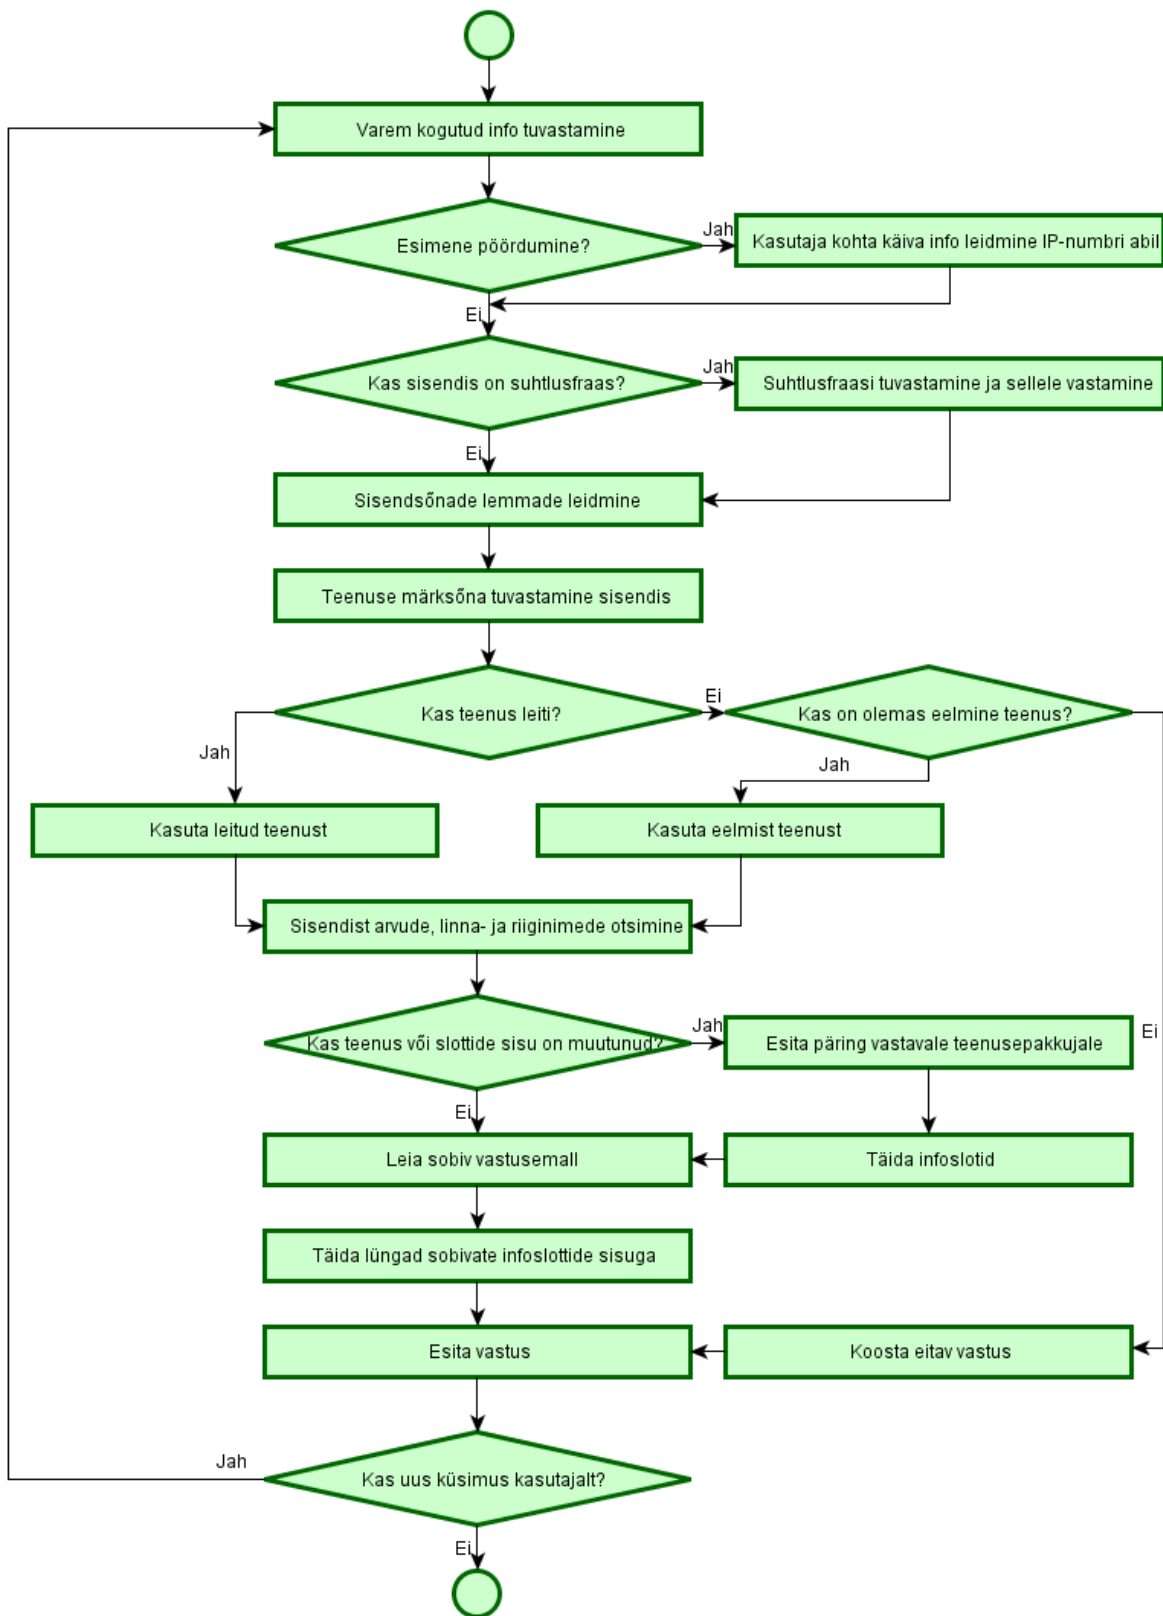 Varem kogutud info tuvastamine
Esimene pöördumine?
Jah
Kasutaja kohta käiva info leidmine IP-numbri abil
Ei
Kas sisendis on suhtlusfraas?
Jah
Suhtlusfraasi tuvastamine ja sellele vastamine
Ei
Sisendsõnade lemmade leidmine
Teenuse märksõna tuvastamine sisendis
Kas teenus leiti?
Ei
Kas on olemas eelmine teenus?
Jah
Jah
Kasuta leitud teenust
Kasuta eelmist teenust
Sisendist arvude, linna- ja riiginimede otsimine
Kas teenus või slottide sisu on muutunud?
Jah
Esita päring vastavale teenusepakkujale
Ei
Ei
Leia sobiv vastusemall
Täida infoslotid
Täida lüngad sobivate infoslottide sisuga
Esita vastus
Koosta eitav vastus
Jah
Kas uus küsimus kasutajalt?
Ei